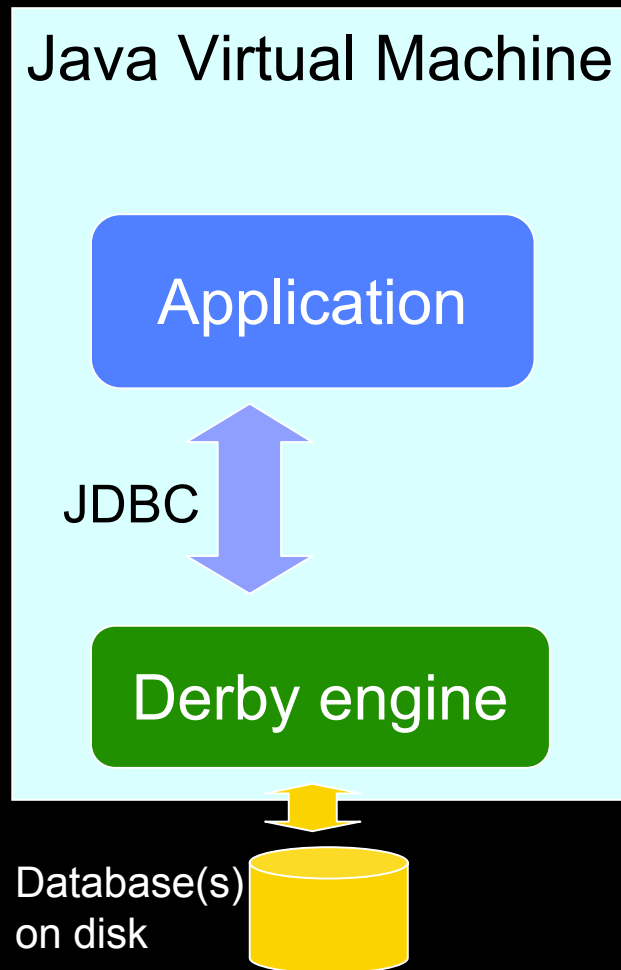 Java Virtual Machine
Application
JDBC
Derby engine
Database(s)
on disk